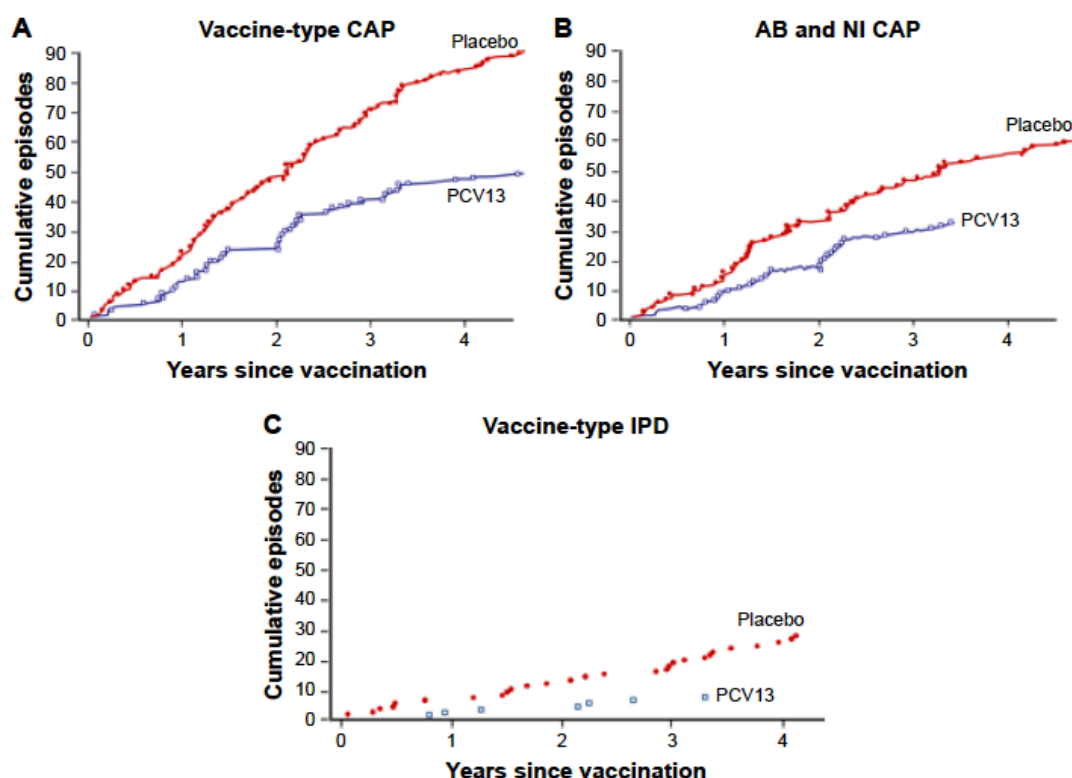 A
Vaccine-type CAP
90
80
70
60
50
40
30
20
10
0
Cumulative episodes
Placebo
PCV13
0 1 2 3 4
Years since vaccination
B
AB and NI CAP
90
80
70
60
50
40
30
20
10
0
Cumulative episodes
Placebo
PCV13
0 1 2 3 4
Years since vaccination
C
Vaccine-type IPD
90
80
70
60
50
40
30
20
10
0
Cumulative episodes
Placebo
PCV13
0 1 2 3 4
Years since vaccination